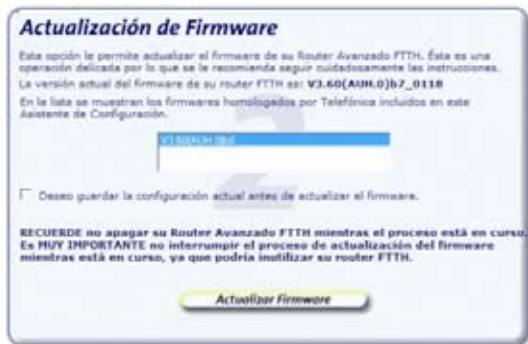 Actualización de Firmware
Esta opción le permite actualizar el firmware de su Router Avanzado FTTH. Ésta es una
operación delicada por lo que se le recomienda seguir cuidadosamente las instrucciones.
La versión actual del firmware de su router FTTH es: V3.60(AUH.0)b7_0118
En la lista se muestran los firmwares homologados por Telefónica incluidos en este
Asistente de Configuración.
Deseo guardar la configuración actual antes de actualizar el firmware.
RECUERDE no apagar su Router Avanzado FTTH mientras el proceso está en curso.
Es MUY IMPORTANTE no interrumpir el proceso de actualización del firmware
mientras está en curso, ya que podría inutilizar su router FTTH.
Actualizar Firmware